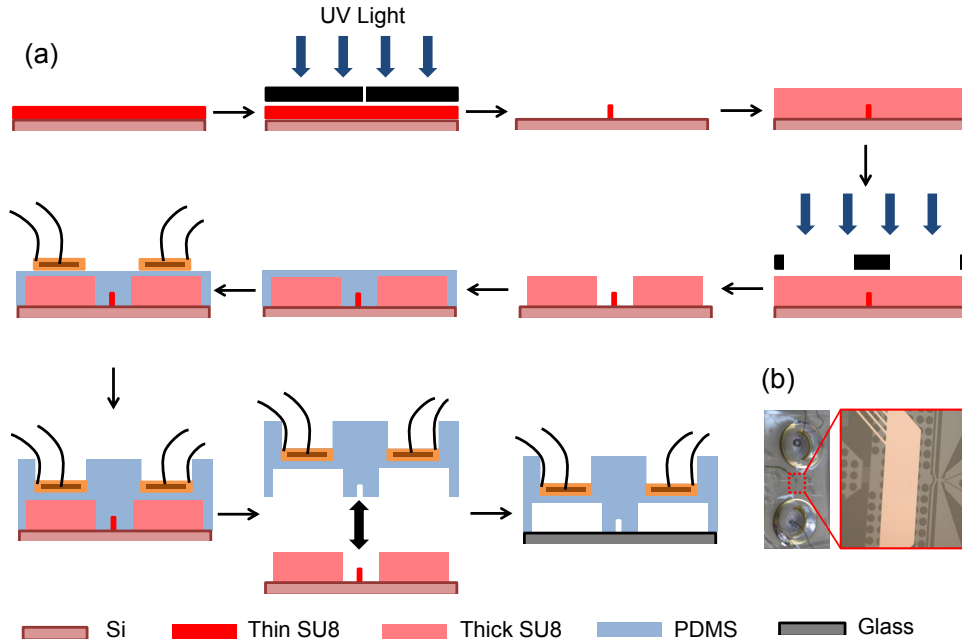 UV Light
(a)
(b)
Si
Thin SU8
Thick SU8
PDMS
Glass